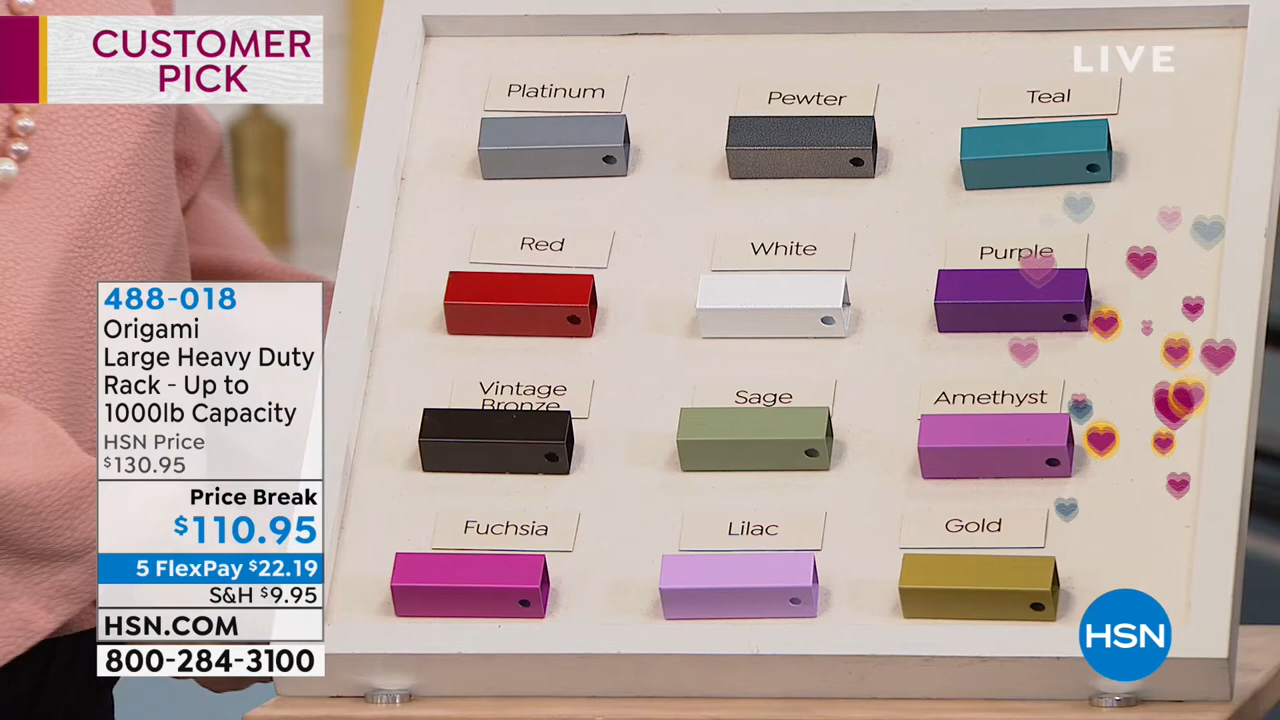 CUSTOMER
PICK
LIVE
Platinum
Pewter
Teal
Red
White
Purple
Vintage
Bronze
Sage
Amethyst
Fuchsia
Lilac
Gold
488-018
Origami
Large Heavy Duty
Rack - Up to
1000lb Capacity
HSN Price
$130.95
Price Break
$110.95
5 FlexPay $22.19
S&H $9.95
HSN.COM
800-284-3100
HSN